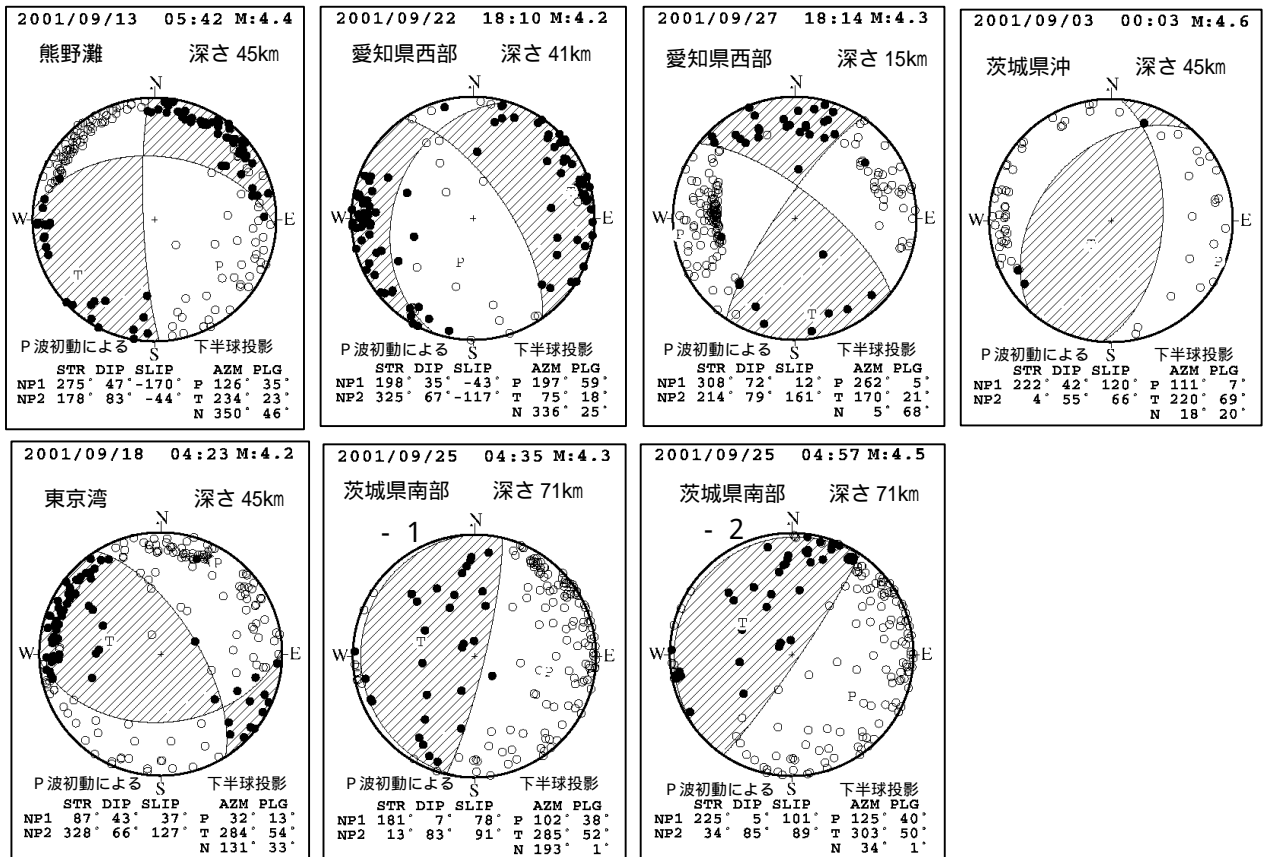 2001/09/13 05:42 M:4.4
熊野灘 深さ 45km
N
W E
T P
S
P波初動による 下半球投影
STR DIP SLIP AZM PLG
NP1 275° 47°-170° P 126° 35°
NP2 178° 83° -44° T 234° 23°
N 350° 46°
2001/09/22 18:10 M:4.2
愛知県西部 深さ 41km
N
T
W E
P
S
P波初動による 下半球投影
STR DIP SLIP AZM PLG
NP1 198° 35° -43° P 197° 59°
NP2 325° 67°-117° T 75° 18°
N 336° 25°
2001/09/27 18:14 M:4.3
愛知県西部 深さ 15km
N
W E
P
T
S
P波初動による 下半球投影
STR DIP SLIP AZM PLG
NP1 308° 72° 12° P 262° 5°
NP2 214° 79° 161° T 170° 21°
N 5° 68°
2001/09/03 00:03 M:4.6
茨城県沖 深さ 45km
N
W E
T P
S
P波初動による 下半球投影
STR DIP SLIP AZM PLG
NP1 222° 42° 120° P 111° 7°
NP2 4° 55° 66° T 220° 69°
N 18° 20°
2001/09/18 04:23 M:4.2
東京湾 深さ 45km
N
P
T
W E
S
P波初動による 下半球投影
STR DIP SLIP AZM PLG
NP1 87° 43° 37° P 32° 13°
NP2 328° 66° 127° T 284° 54°
N 131° 33°
2001/09/25 04:35 M:4.3
茨城県南部 深さ 71km
- 1
N
T
W E
P
S
P波初動による 下半球投影
STR DIP SLIP AZM PLG
NP1 181° 7° 78° P 102° 38°
NP2 13° 83° 91° T 285° 52°
N 193° 1°
2001/09/25 04:57 M:4.5
茨城県南部 深さ 71km
- 2
N
T
W E
P
S
P波初動による 下半球投影
STR DIP SLIP AZM PLG
NP1 225° 5° 101° P 125° 40°
NP2 34° 85° 89° T 303° 50°
N 34° 1°